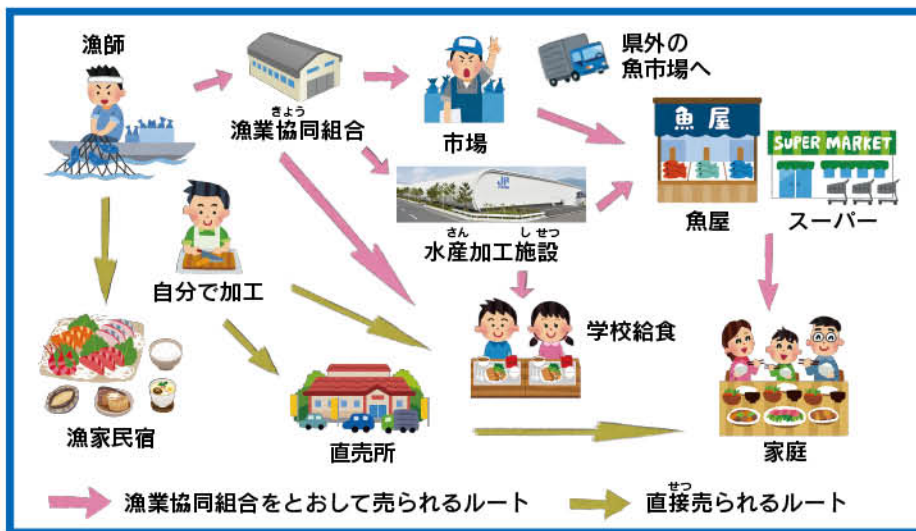 漁師
きょう
漁業協同組合
市場
県外の
魚市場へ
魚屋
SUPER MARKET
魚屋
スーパー
さん しせつ
水産加工施設
自分で加工
学校給食
漁家民宿
直売所
家庭
漁業協同組合をとおして売られるルート
せつ
直接売られるルート